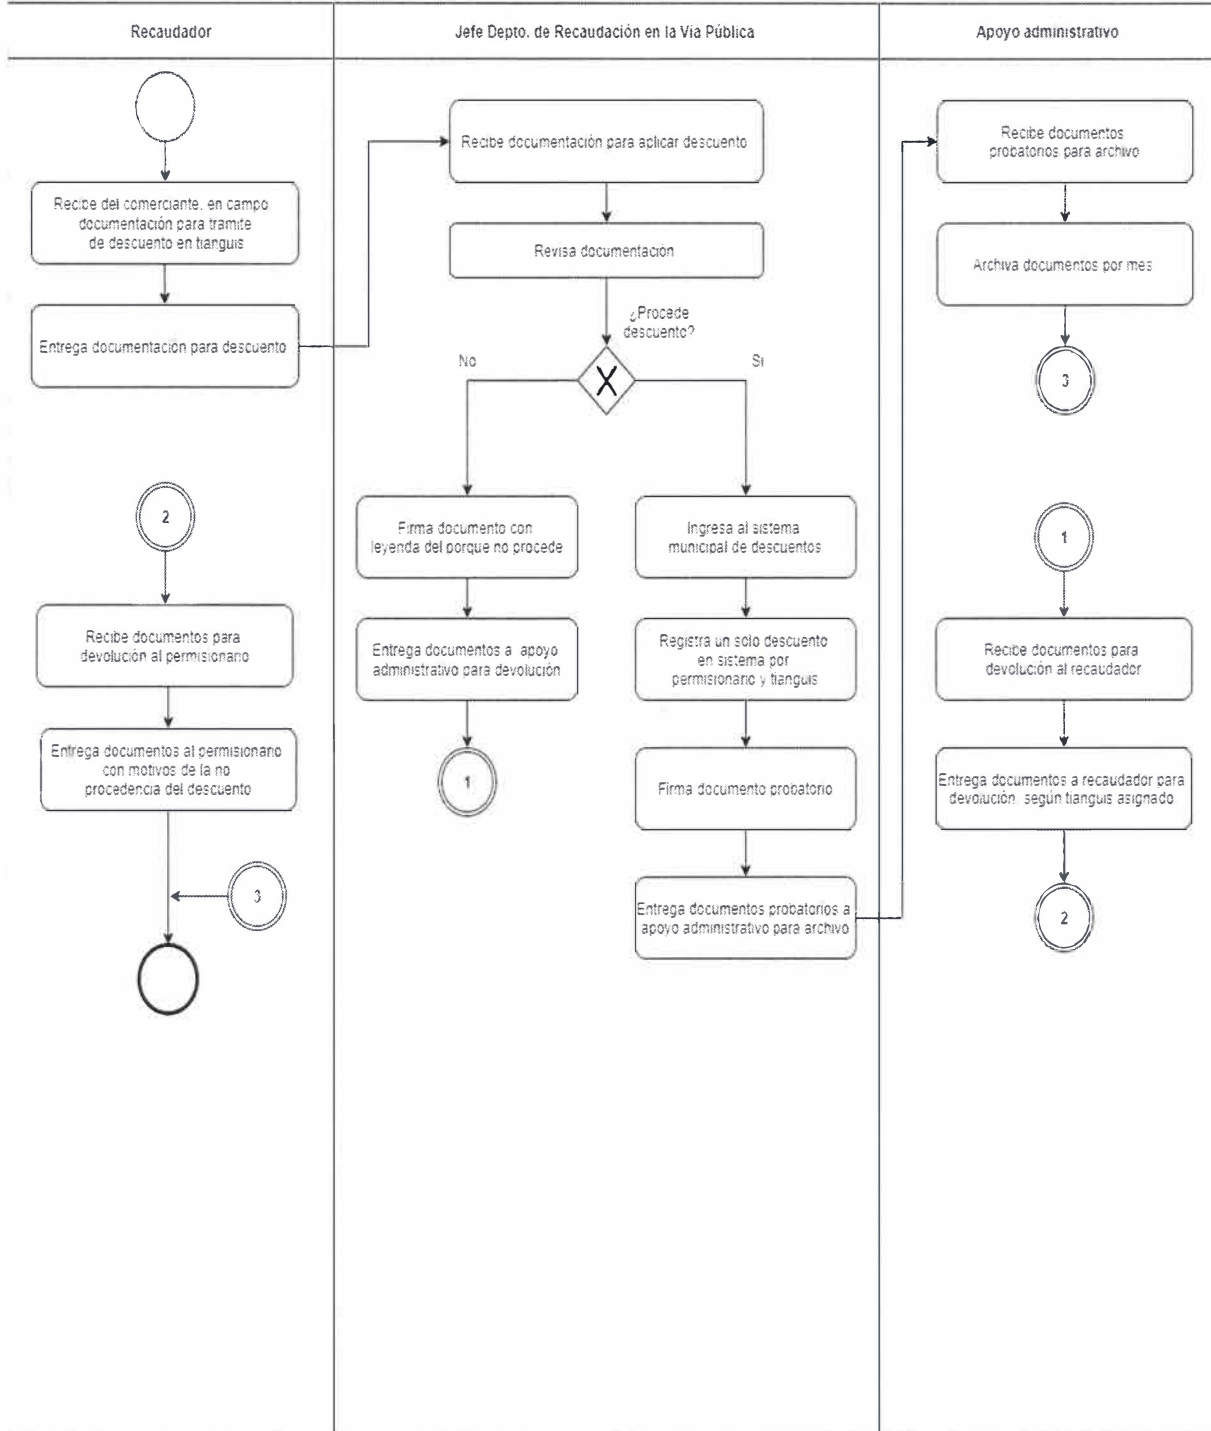 Recaudador
Jefe Depto. de Recaudación en la Vía Pública
Apoyo administrativo
Recibe del comerciante, en campo
documentación para tramite
de descuento en tianguis
Entrega documentación para descuento
2
Recibe documentos para
devolución al permisionario
Entrega documentos al permisionario
con motivos de la no
procedencia del descuento
3
Recibe documentación para aplicar descuento
Revisa documentación
¿Procede
descuento?
No
Si
X
Firma documento con
leyenda del porque no procede
Entrega documentos a apoyo
administrativo para devolución
1
Ingresa al sistema
municipal de descuentos
Registra un solo descuento
en sistema por
permisionario y tianguis
Firma documento probatorio
Entrega documentos probatorios a
apoyo administrativo para archivo
Recibe documentos
probatorios para archivo
Archiva documentos por mes
3
1
Recibe documentos para
devolución al recaudador
Entrega documentos a recaudador para
devolución, según tianguis asignado
2